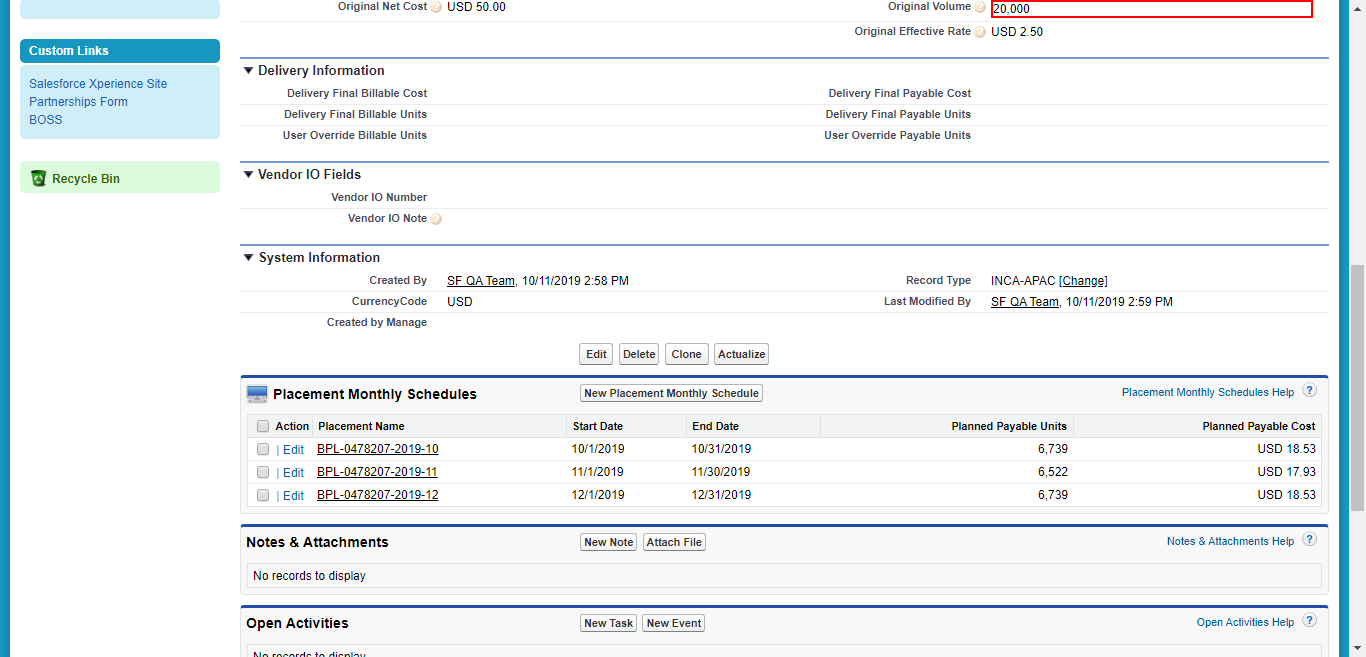 Original Net Cost ? USD 50.00 Original Volume ? 20,000
Original Effective Rate ? USD 2.50
Custom Links
Salesforce Xperience Site
Partnerships Form
BOSS
Recycle Bin
Delivery Information
Delivery Final Billable Cost Delivery Final Payable Cost
Delivery Final Billable Units Delivery Final Payable Units
User Override Billable Units User Override Payable Units
Vendor IO Fields
Vendor IO Number
Vendor IO Note ?
System Information
Created By SF QA Team, 10/11/2019 2:58 PM Record Type INCA-APAC [Change]
CurrencyCode USD Last Modified By SF QA Team, 10/11/2019 2:59 PM
Created by Manage
Edit Delete Clone Actualize
Placement Monthly Schedules New Placement Monthly Schedule Placement Monthly Schedules Help ?
Action Placement Name Start Date End Date Planned Payable Units Planned Payable Cost
| Edit BPL-0478207-2019-10 10/1/2019 10/31/2019 6,739 USD 18.53
| Edit BPL-0478207-2019-11 11/1/2019 11/30/2019 6,522 USD 17.93
| Edit BPL-0478207-2019-12 12/1/2019 12/31/2019 6,739 USD 18.53
Notes & Attachments New Note Attach File Notes & Attachments Help ?
No records to display
Open Activities New Task New Event Open Activities Help ?
No records to display